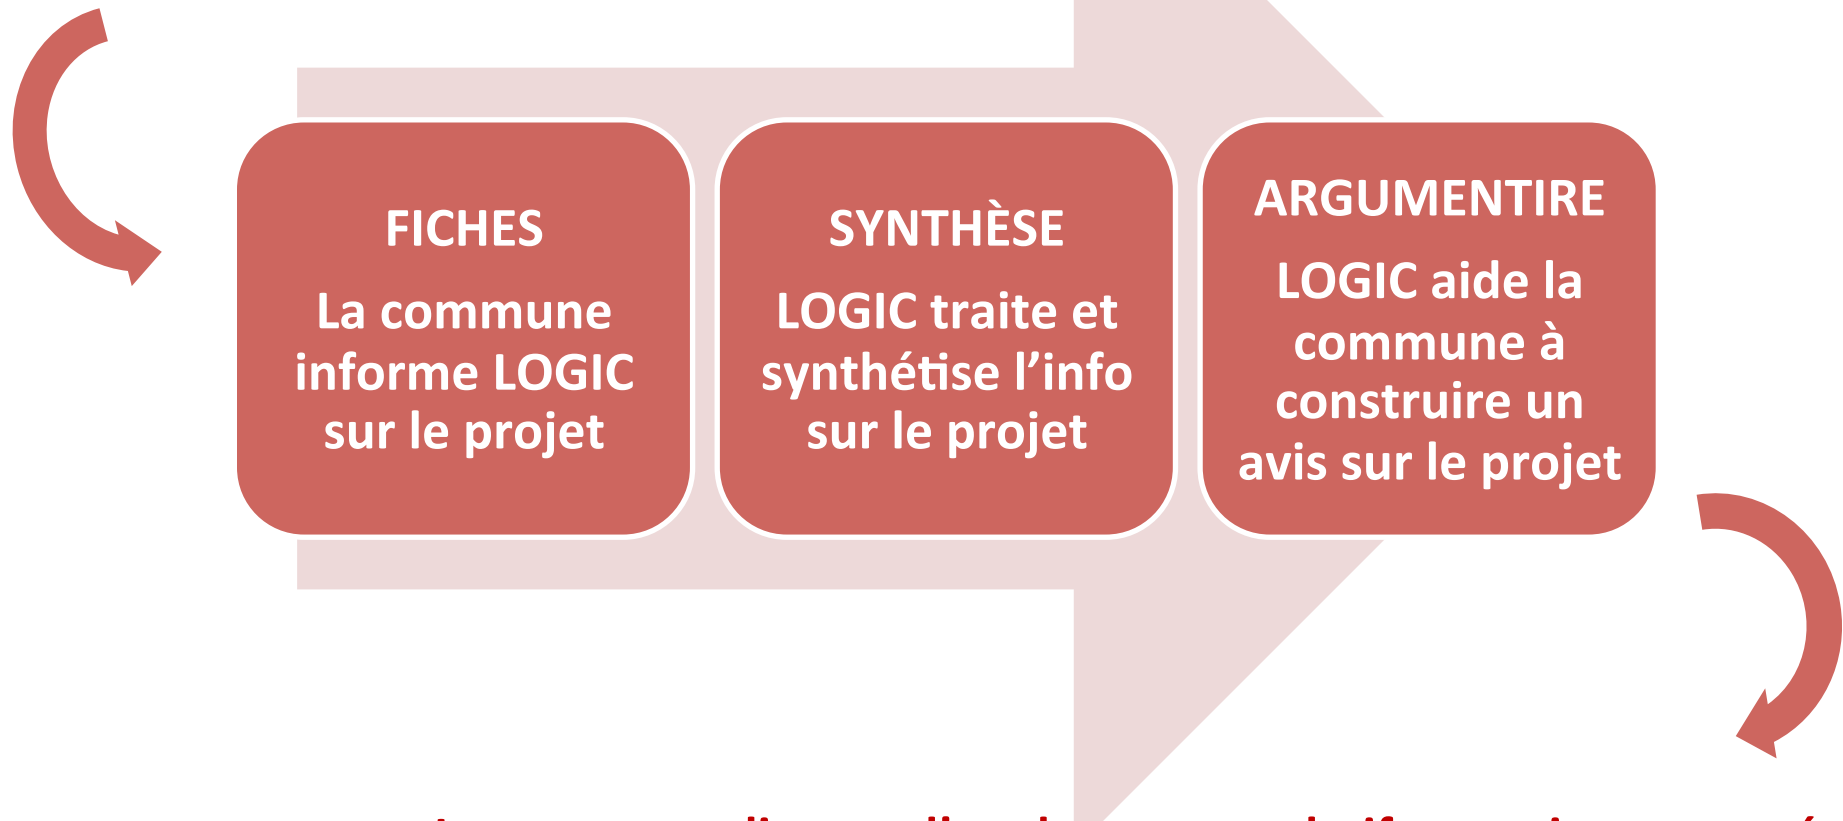 FICHES
La commune
informe LOGIC
sur le projet
SYNTHÈSE
LOGIC traite et
synthétise l’info
sur le projet
ARGUMENTIRE
LOGIC aide la
commune à
construire un
avis sur le projet